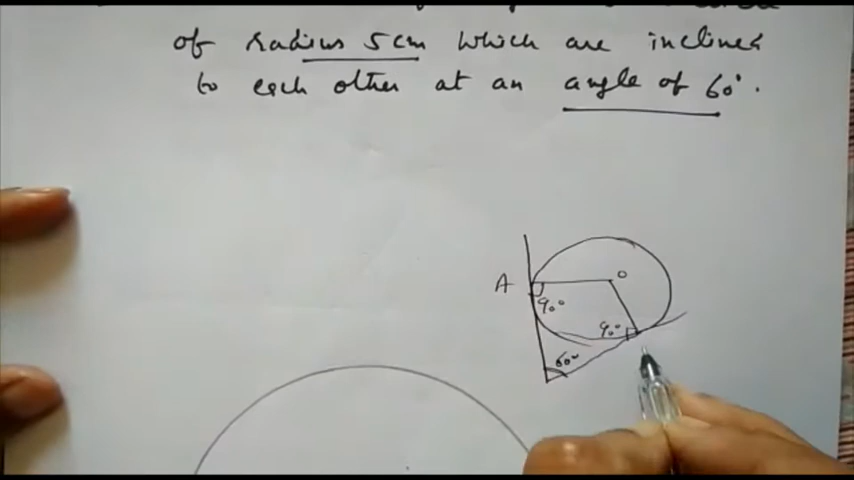 of radius 5cm which are inclined
to each other at an angle of 60°.
A
O
90°
90°
60°